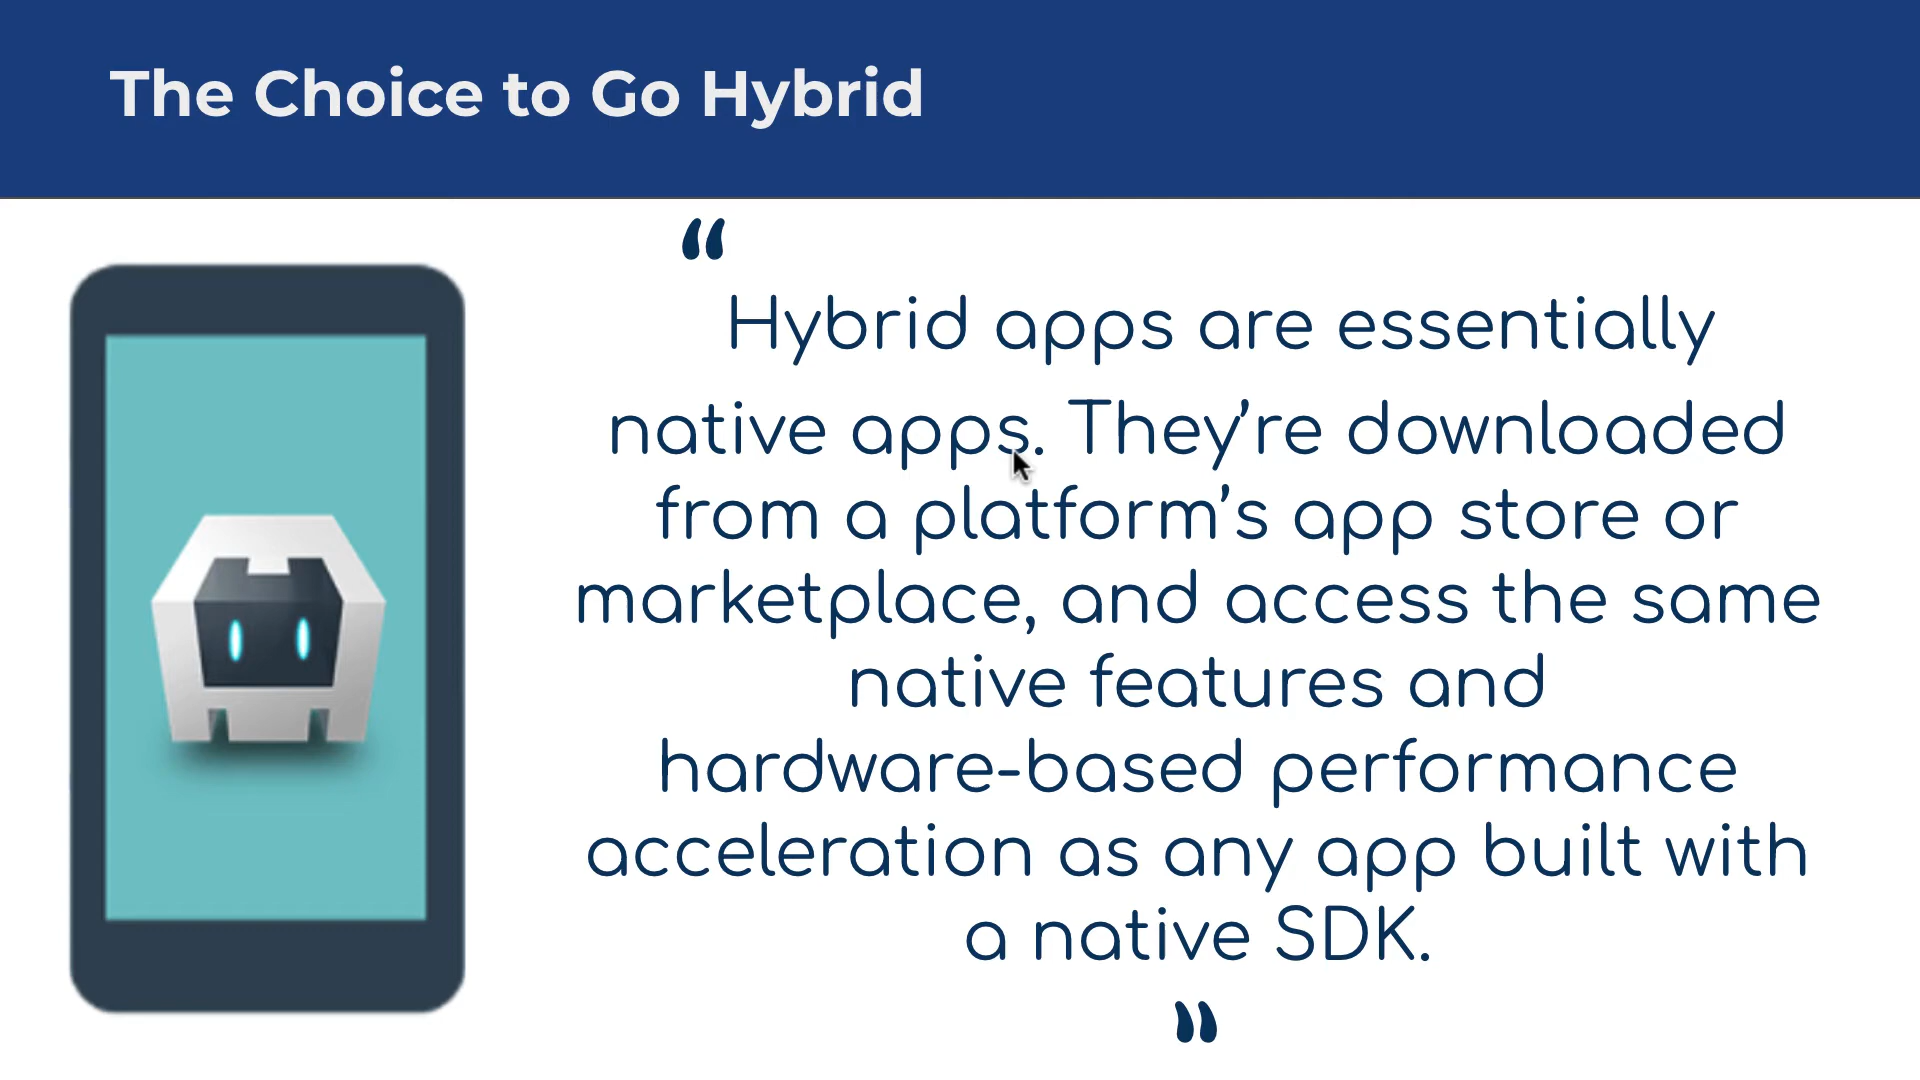 The Choice to Go Hybrid
“
Hybrid apps are essentially
native apps. They’re downloaded
from a platform’s app store or
marketplace, and access the same
native features and
hardware-based performance
acceleration as any app built with
a native SDK.
”